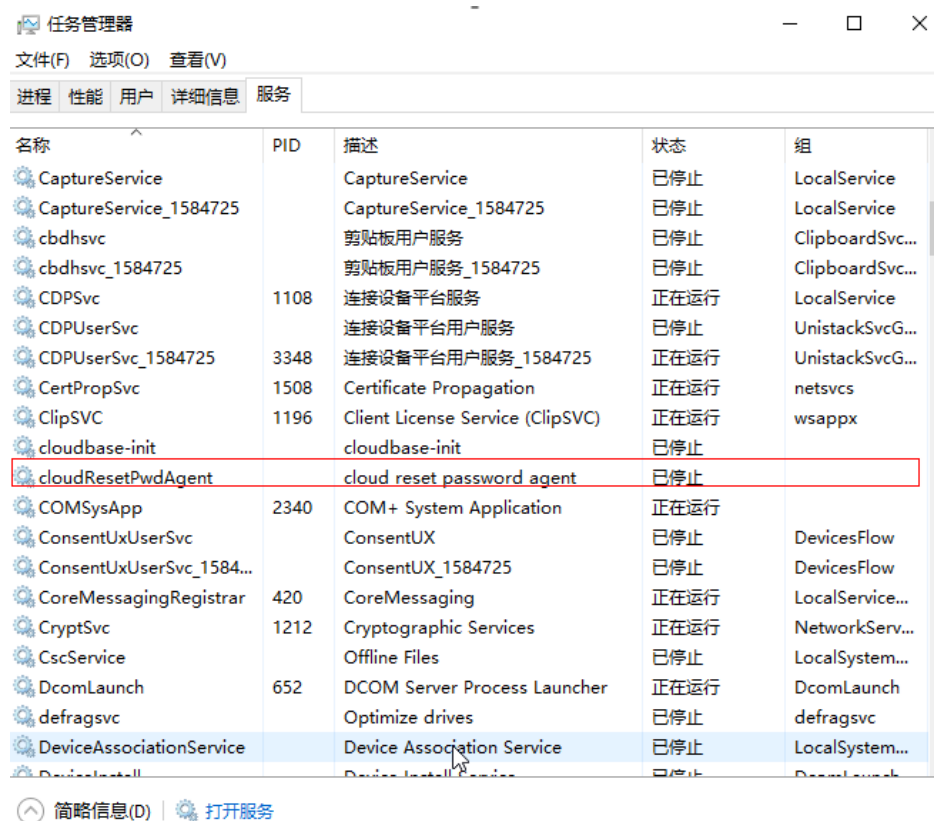 任务管理器
文件(F) 选项(O) 查看(V)
进程 性能 用户 详细信息 服务
名称 PID 描述 状态 组
CaptureService CaptureService 已停止 LocalService
CaptureService_1584725 CaptureService_1584725 已停止 LocalService
cbdhsvc 剪贴板用户服务 已停止 ClipboardSvc...
cbdhsvc_1584725 剪贴板用户服务_1584725 已停止 ClipboardSvc...
CDPSvc 1108 连接设备平台服务 正在运行 LocalService
CDPUserSvc 连接设备平台用户服务 已停止 UnistackSvcG...
CDPUserSvc_1584725 3348 连接设备平台用户服务_1584725 正在运行 UnistackSvcG...
CertPropSvc 1508 Certificate Propagation 正在运行 netsvcs
ClipSVC 1196 Client License Service (ClipSVC) 正在运行 wsappx
cloudbase-init cloudbase-init 已停止
cloudResetPwdAgent cloud reset password agent 已停止
COMSysApp 2340 COM+ System Application 正在运行
ConsentUxUserSvc ConsentUX 已停止 DevicesFlow
ConsentUxUserSvc_1584... ConsentUX_1584725 已停止 DevicesFlow
CoreMessagingRegistrar 420 CoreMessaging 正在运行 LocalService...
CryptSvc 1212 Cryptographic Services 正在运行 NetworkServ...
CscService Offline Files 已停止 LocalSystem...
DcomLaunch 652 DCOM Server Process Launcher 正在运行 DcomLaunch
defragsvc Optimize drives 已停止 defragsvc
DeviceAssociationService Device Association Service 已停止 LocalSystem...
DeviceInstall Device Install Service 已停止 DcomLaunch
简略信息(D) 打开服务